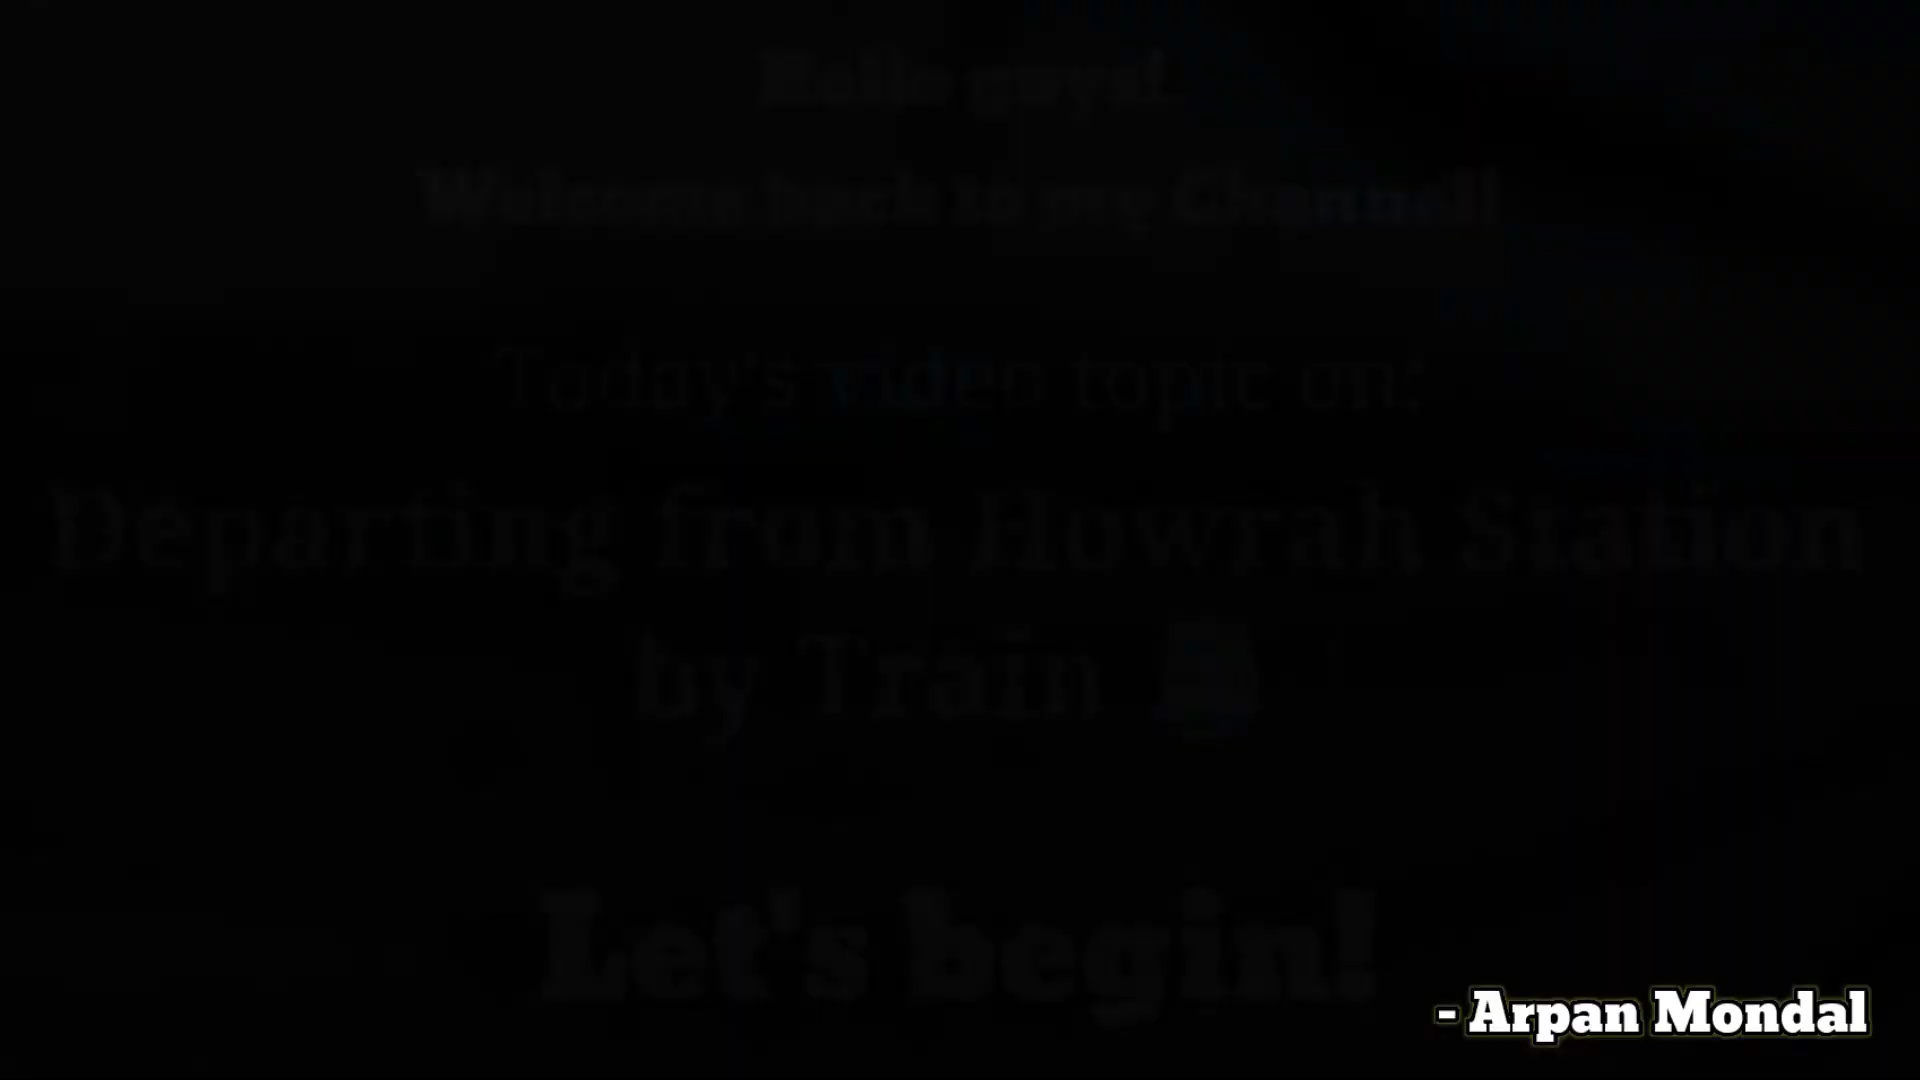 Hello guys!
Welcome back to my Channel!
Today's video topic on:
Departing from Howrah Station
by Train
Let's begin!
- Arpan Mondal